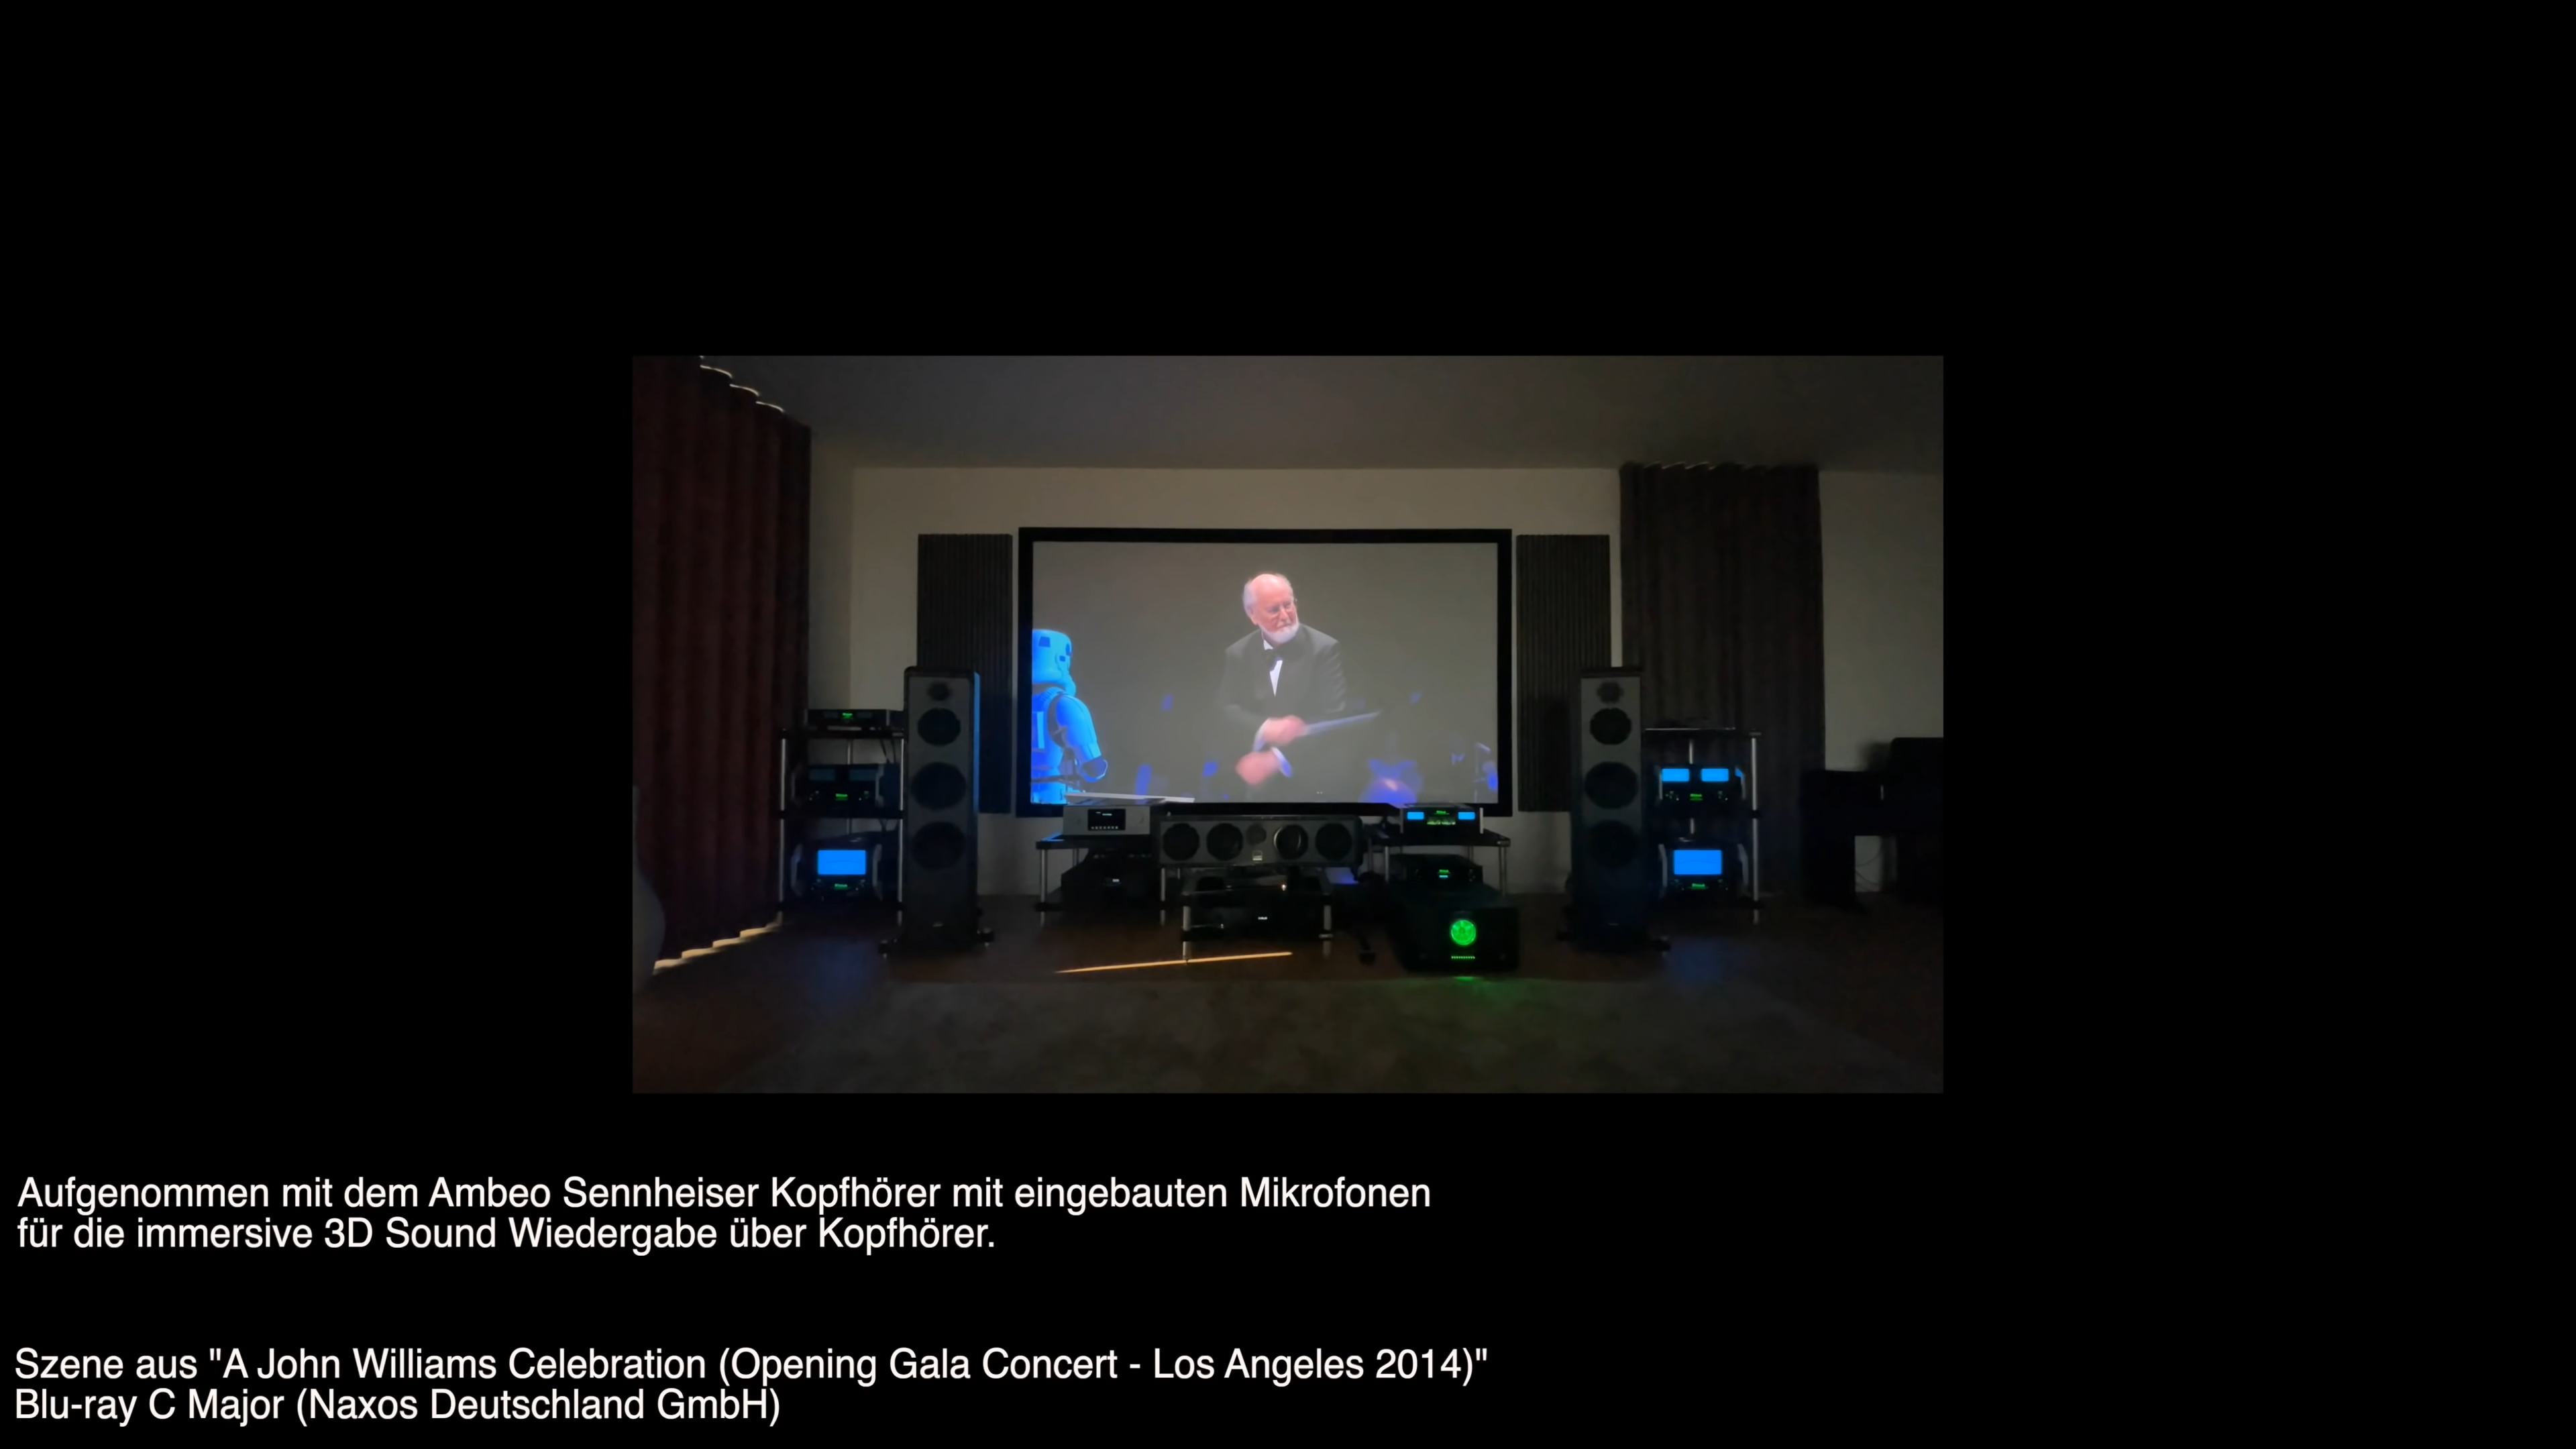 Aufgenommen mit dem Ambeo Sennheiser Kopfhörer mit eingebauten Mikrofonen
für die immersive 3D Sound Wiedergabe über Kopfhörer.
Szene aus "A John Williams Celebration (Opening Gala Concert - Los Angeles 2014)"
Blu-ray C Major (Naxos Deutschland GmbH)